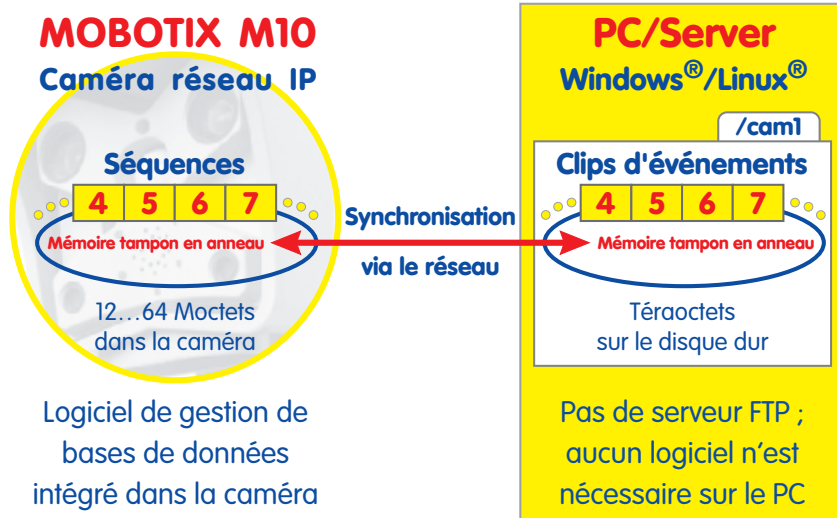 MOBOTIX M10
Caméra réseau IP
Séquences
4 5 6 7
Mémoire tampon en anneau
12...64 Moctets
dans la caméra
Logiciel de gestion de
bases de données
intégré dans la caméra
Synchronisation
via le réseau
PC/Server
Windows®/Linux®
/cam1
Clips d'événements
4 5 6 7
Mémoire tampon en anneau
Téraoctets
sur le disque dur
Pas de serveur FTP ;
aucun logiciel n’est
nécessaire sur le PC